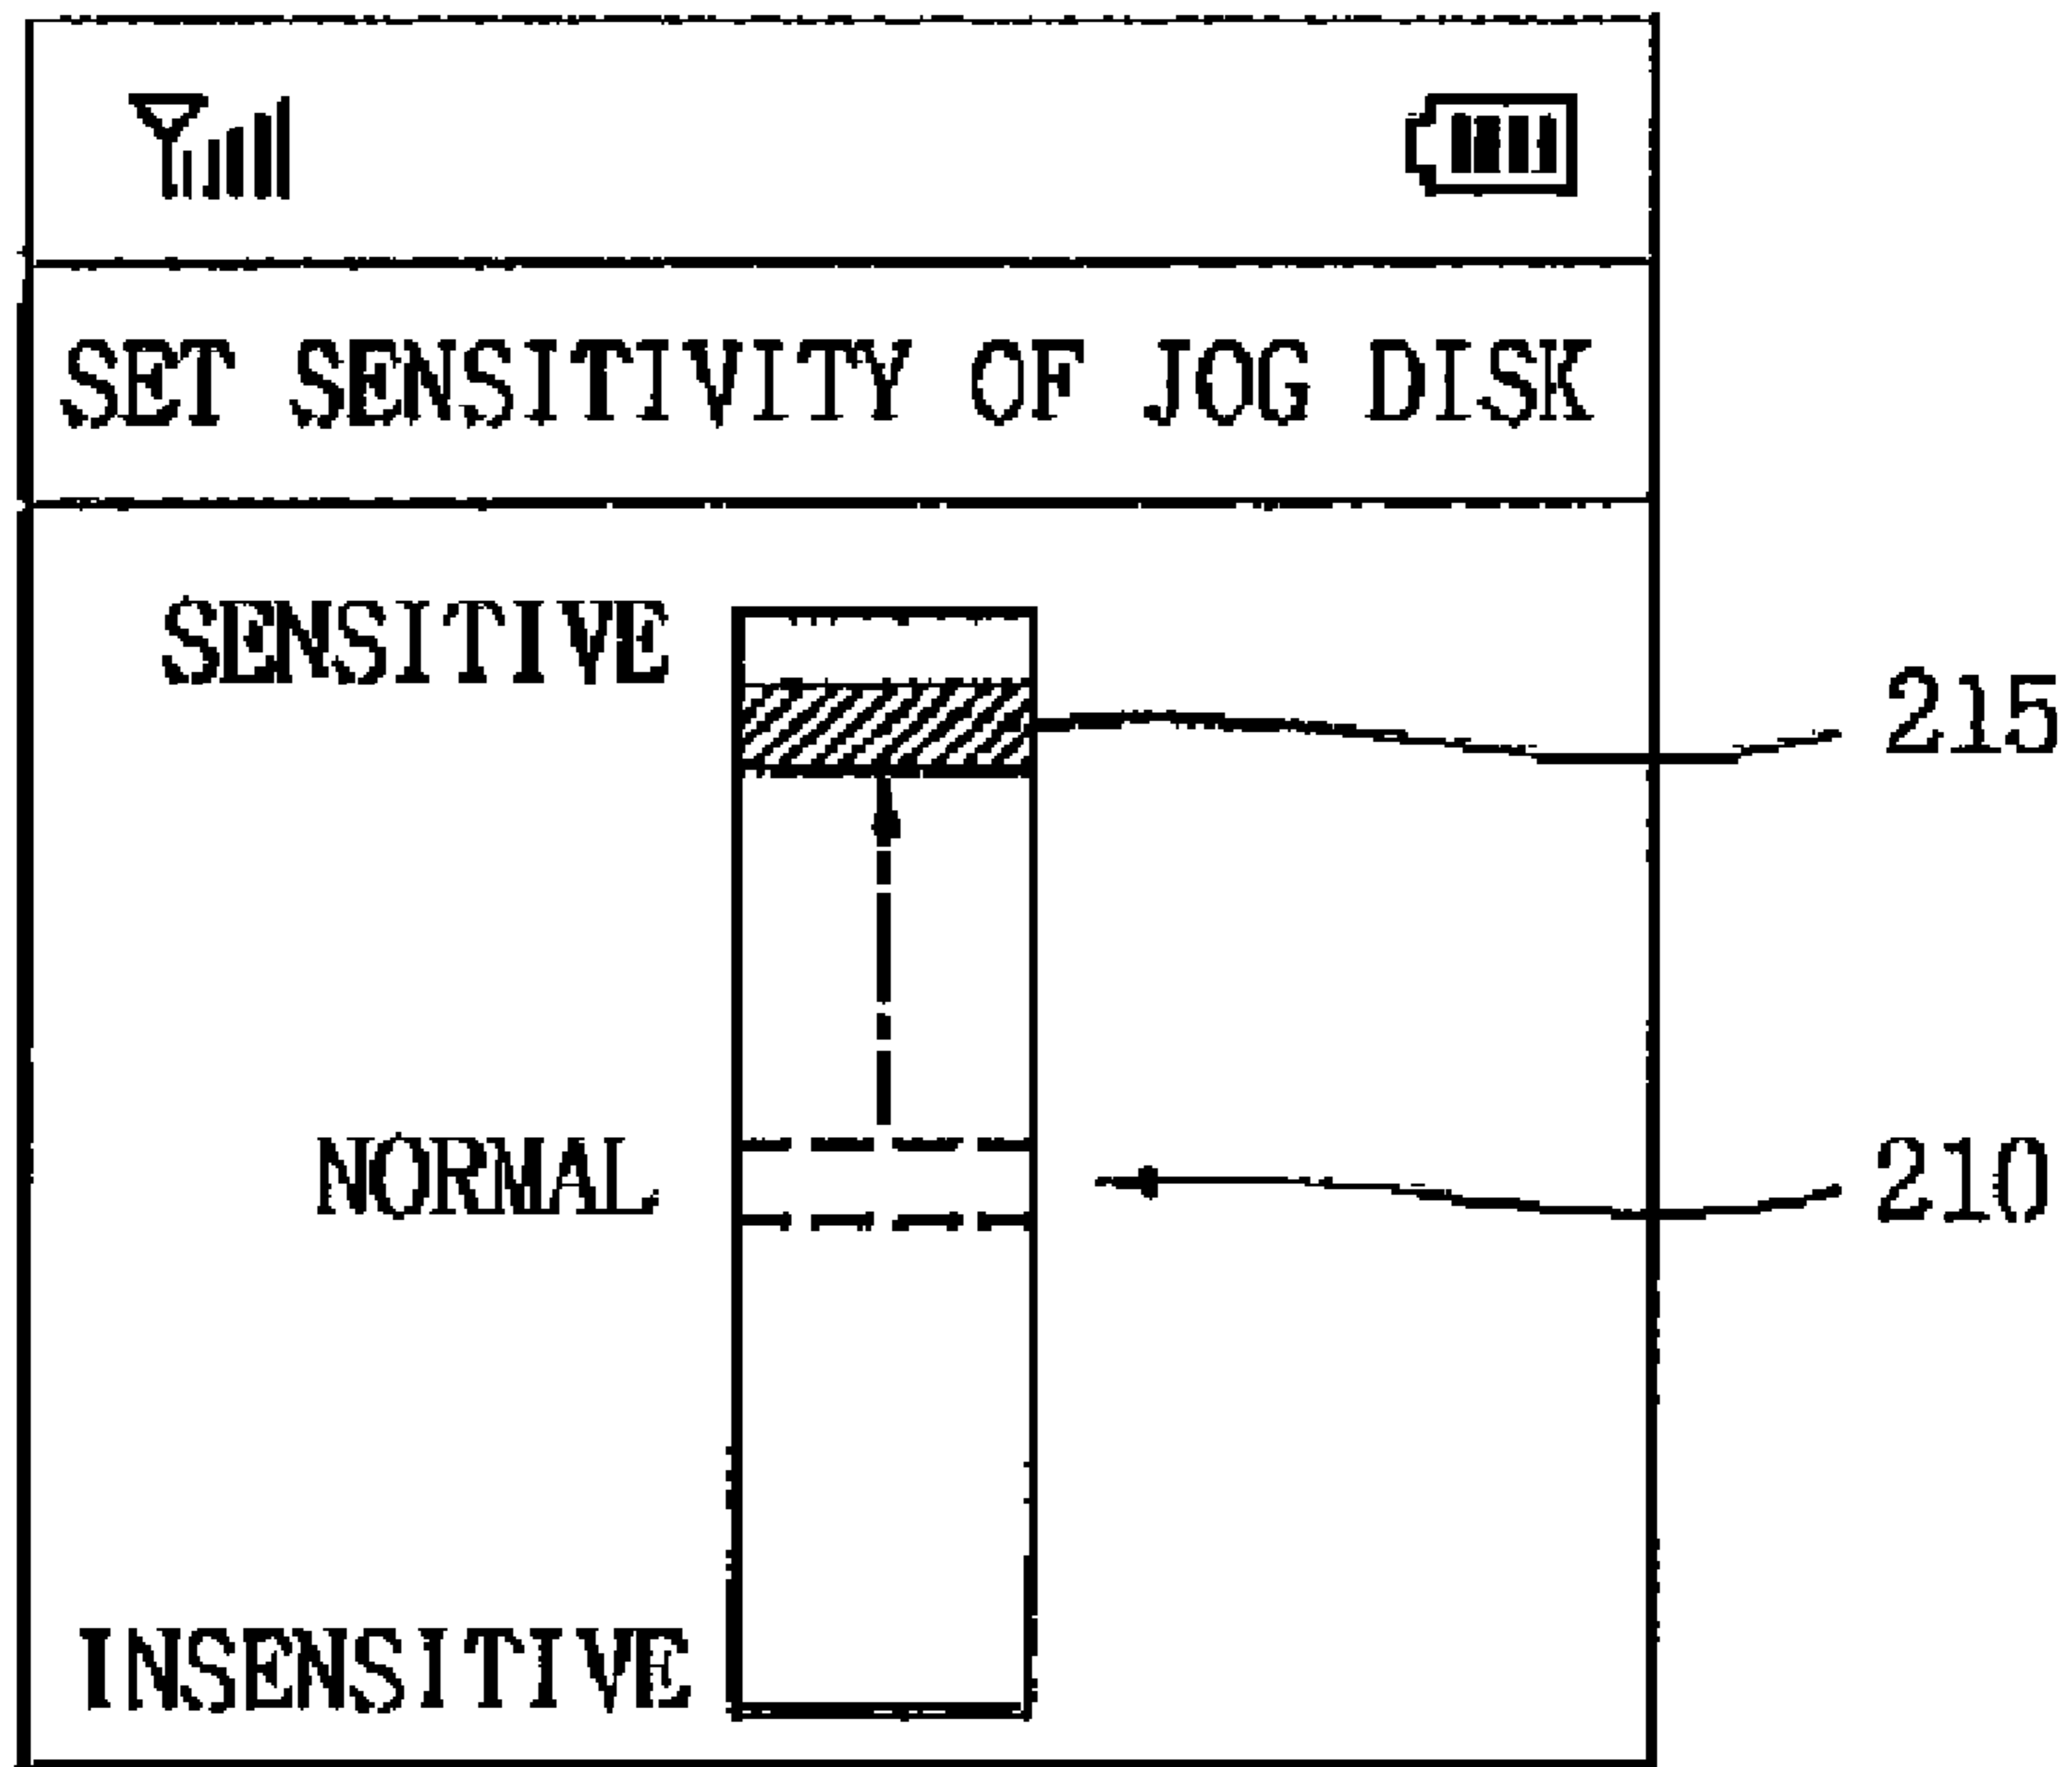 SET SENSITIVITY OF JOG DISK
SENSITIVE
215
NORMAL
210
INSENSITIVE